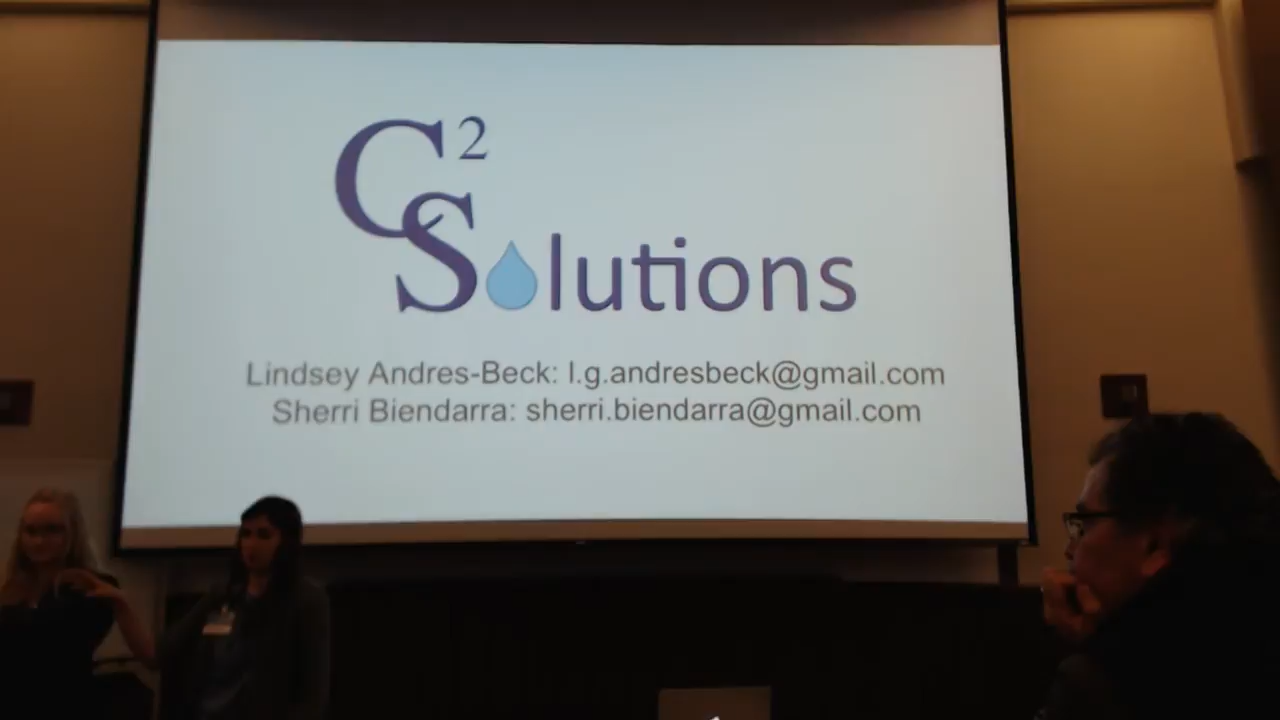 C²
Solutions
Lindsey Andres-Beck: l.g.andresbeck@gmail.com
Sherri Biendarra: sherri.biendarra@gmail.com